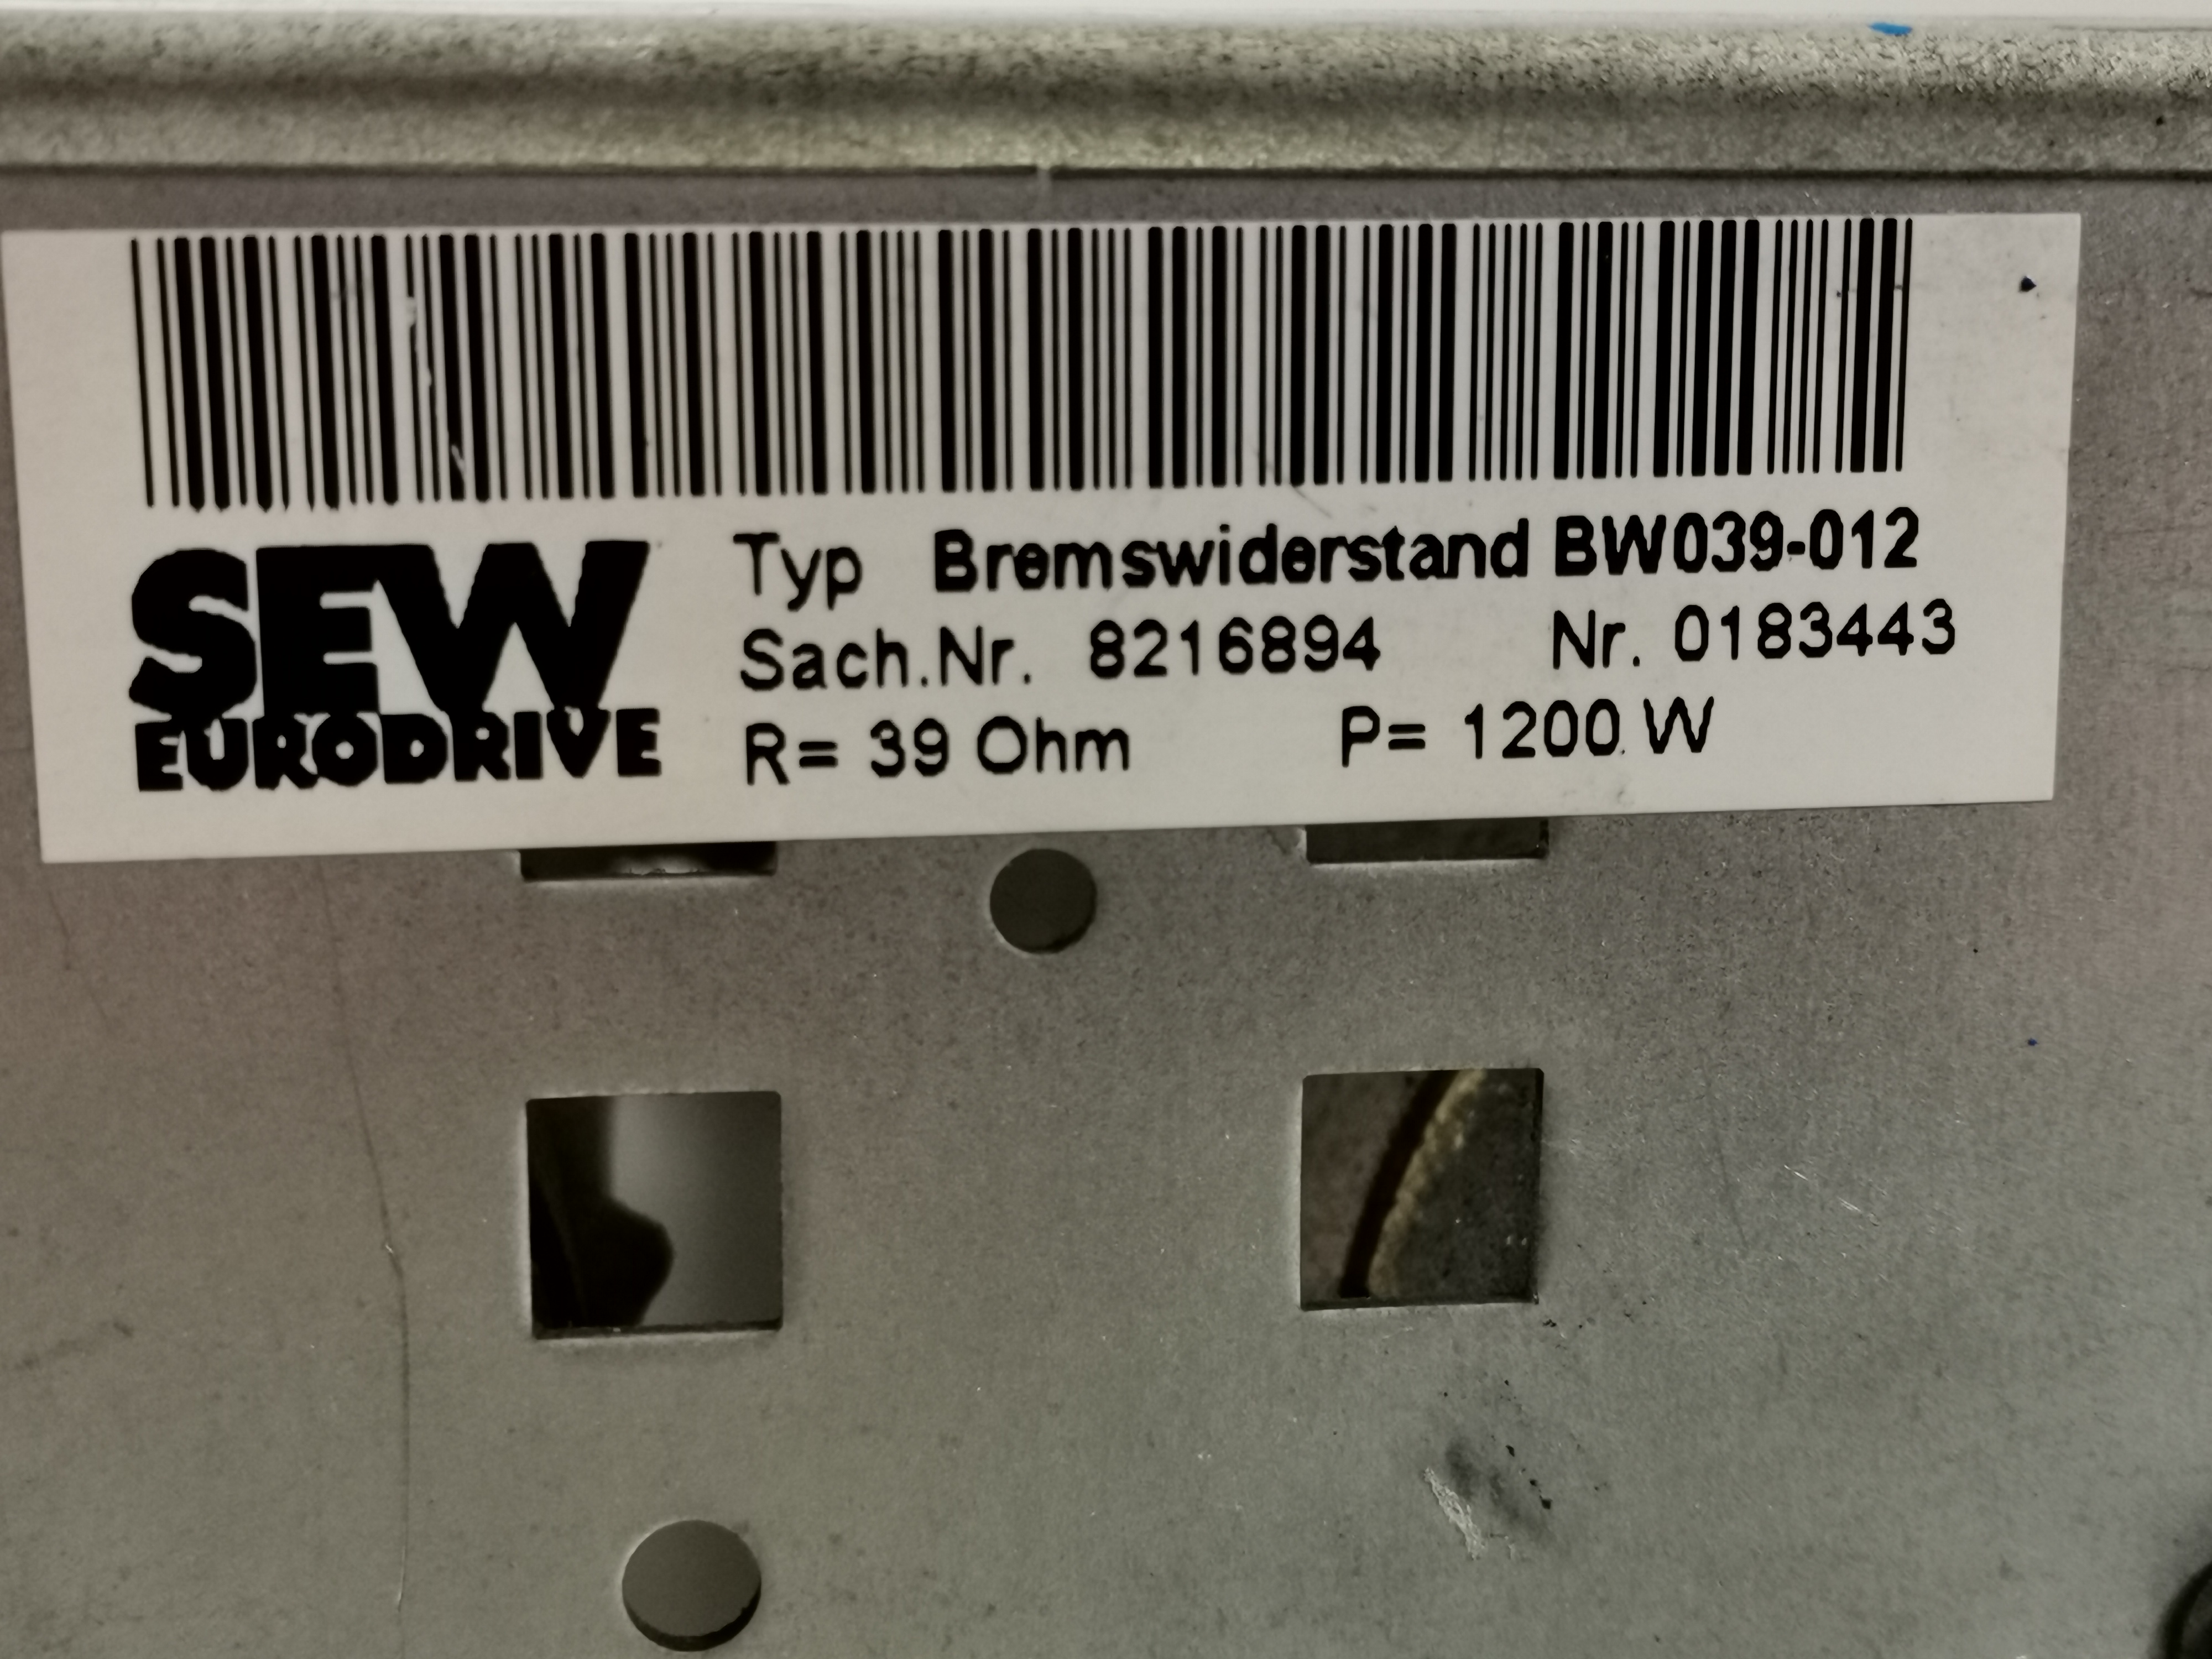 SEW
EURODRIVE
Typ Bremswiderstand BW039-012
Sach.Nr. 8216894 Nr. 0183443
R= 39 Ohm P= 1200 W